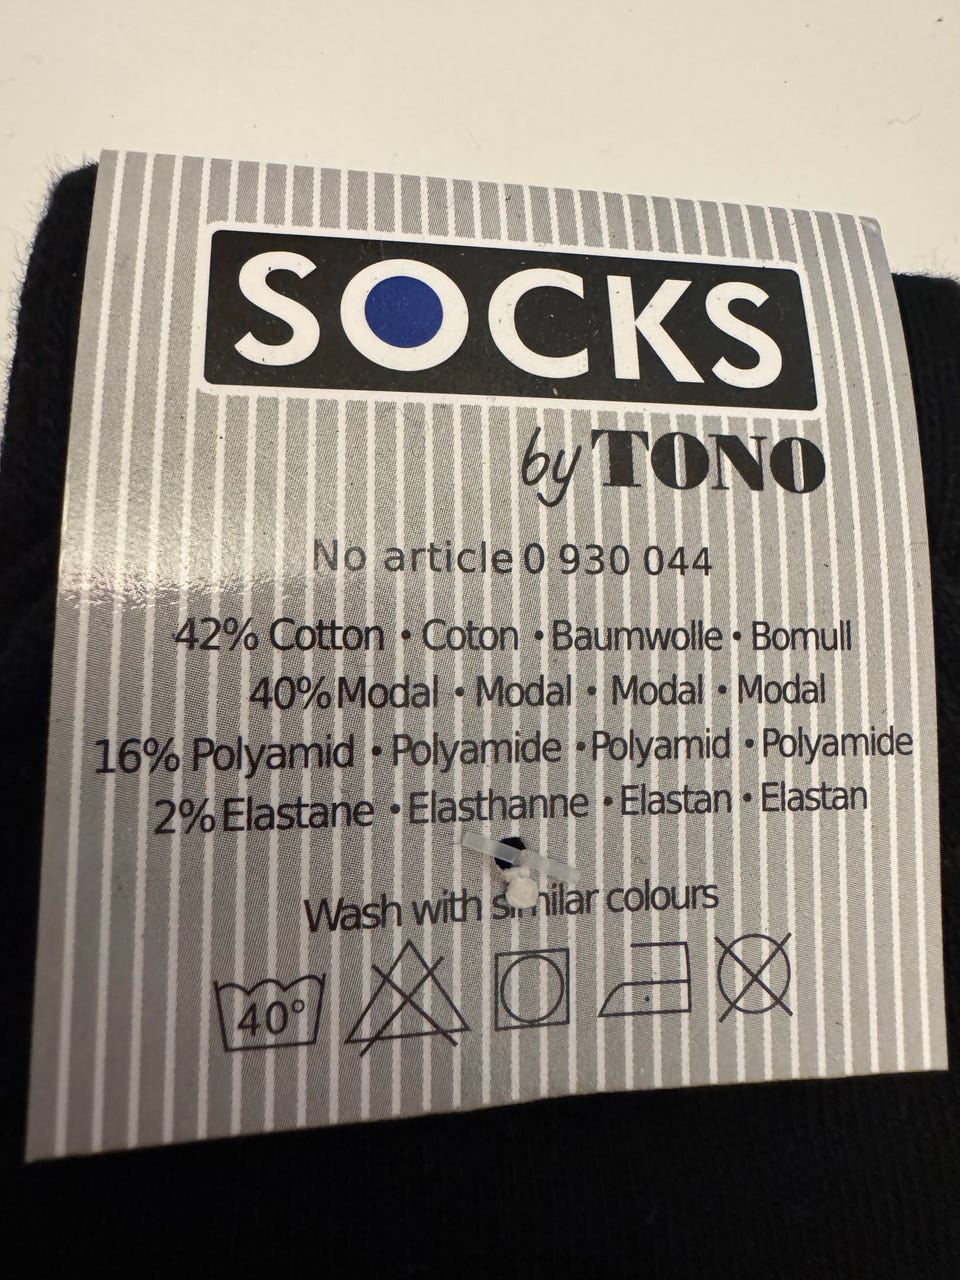 SOCKS
by TONO
No article 0 930 044
42% Cotton • Coton • Baumwolle • Bomull
40% Modal • Modal • Modal • Modal
16% Polyamid • Polyamide • Polyamid • Polyamide
2% Elastane • Elasthanne • Elastan • Elastan
Wash with similar colours
40°